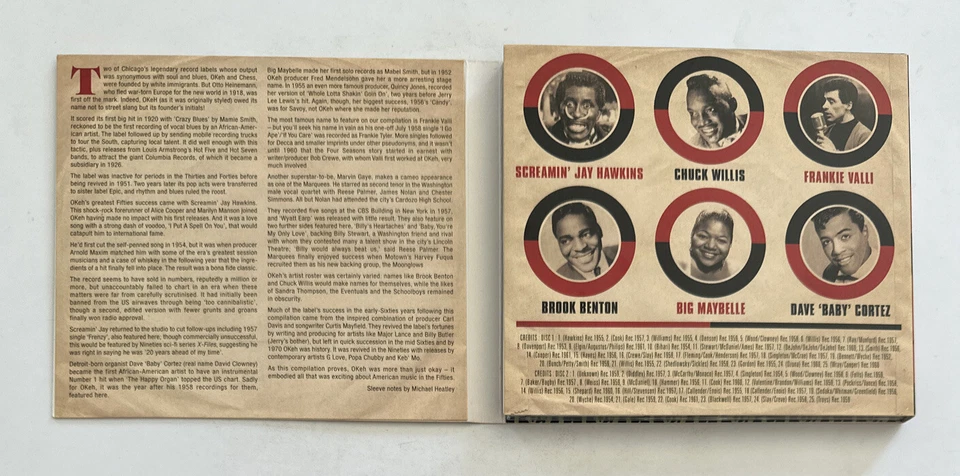 Two of Chicago's legendary record labels whose output
was synonymous with soul and blues, OKeh and Chess,
were founded by white immigrants. But Otto Heinemann,
who fled war-torn Europe for the new world in 1918, was
first off the mark. Indeed, OKeH (as it was originally styled) owed its
name not to street slang but its founder's initials!
It scored its first big hit in 1920 with 'Crazy Blues' by Mamie Smith,
reckoned to be the first recording of vocal blues by an African-Amer-
ican artist. The label followed up by sending mobile recording trucks
to tour the South, capturing local talent. It did well enough with this
tactic, plus releases from Louis Armstrong's Hot Five and Hot Seven
bands, to attract the giant Columbia Records, of which it became a
subsidiary in 1926.
The label was inactive for periods in the Thirties and Forties before
being revived in 1951. Two years later its pop acts were transferred
to sister label Epic, and rhythm and blues ruled the roost.
OKeh's greatest Fifties success came with Screamin' Jay Hawkins.
This shock-rock forerunner of Alice Cooper and Marilyn Manson joined
OKeh having made no impact with his first releases. And it was a love
song with a strong dash of voodoo, 'I Put A Spell On You', that would
catapult him to international fame.
He'd first cut the self-penned song in 1954, but it was when producer
Arnold Maxim matched him with some of the era's greatest session
musicians and a case of whiskey in the following year that the ingre-
dients of a hit finally fell into place. The result was a bona fide classic.
The record seems to have sold in numbers, reputedly a million or
more, but unaccountably failed to chart in an era when these
matters were far from carefully scrutinised. It had initially been
banned from the US airwaves through being 'too cannibalistic',
though a second, edited version with fewer grunts and groans
finally won radio approval.
Screamin' Jay returned to the studio to cut follow-ups including 1957
single 'Frenzy', also featured here; though commercially unsuccessful,
this would be featured by Nineties sci-fi series X-Files, suggesting he
was right in saying he was '20 years ahead of my time'.
Detroit-born organist Dave 'Baby' Cortez (real name David Clowney)
became the first African-American artist to have an instrumental
Number 1 hit when 'The Happy Organ' topped the US chart. Sadly
for OKeh, it was the year after his 1958 recordings for them,
featured here.
Big Maybelle made her first solo records as Mabel Smith, but in 1952
OKeh producer Fred Mendelsohn gave her a more arresting stage
name. In 1955 an even more famous producer, Quincy Jones, recorded
her version of 'Whole Lotta Shakin' Goin On', two years before Jerry
Lee Lewis's hit. Again, though, her biggest success, 1956's 'Candy',
was for Savoy, not OKeh where she made her reputation.
The most famous name to feature on our compilation is Frankie Valli
– but you'll seek his name in vain as his one-off July 1958 single 'I Go
Ape'/'If You Care' was recorded as Frankie Tyler. More singles followed
for Decca and smaller imprints under other pseudonyms, and it wasn't
until 1960 that the Four Seasons story started in earnest with
writer/producer Bob Crewe, with whom Valli first worked at OKeh, very
much involved.
Another superstar-to-be, Marvin Gaye, makes a cameo appearance
as one of the Marquees. He starred as second tenor in the Washington
male vocal quartet with Reese Palmer, James Nolan and Chester
Simmons. All but Nolan had attended the city's Cardozo High School.
They recorded five songs at the CBS Building in New York in 1957,
and 'Wyatt Earp' was released with little result. They also feature on
two further sides featured here, 'Billy's Heartaches' and 'Baby, You're
My Only Love', backing Billy Stewart, a Washington friend and rival
with whom they contested many a talent show in the city's Lincoln
Theatre; 'Billy would always beat us,' said Reese Palmer. The
Marquees finally enjoyed success when Motown's Harvey Fuqua
recruited them as his new backing group, the Moonglows.
OKeh's artist roster was certainly varied: names like Brook Benton
and Chuck Willis would make names for themselves, while the likes
of Sandra Thompson, the Eventuals and the Schoolboys remained
in obscurity.
Much of the label's success in the early-Sixties years following this
compilation came from the inspired combination of producer Carl
Davis and songwriter Curtis Mayfield. They revived the label's fortunes
by writing and producing for artists like Major Lance and Billy Butler
(Jerry's brother), but left in quick succession in the mid Sixties and by
1970 OKeh was history. It was revived in the Nineties with releases by
contemporary artists G Love, Popa Chubby and Keb' Mo.
As this compilation proves, OKeh was more than just okay – it
embodied all that was exciting about American music in the Fifties.
Sleeve notes by Michael Heatley
SCREAMIN' JAY HAWKINS
CHUCK WILLIS
FRANKIE VALLI
BROOK BENTON
BIG MAYBELLE
DAVE 'BABY' CORTEZ